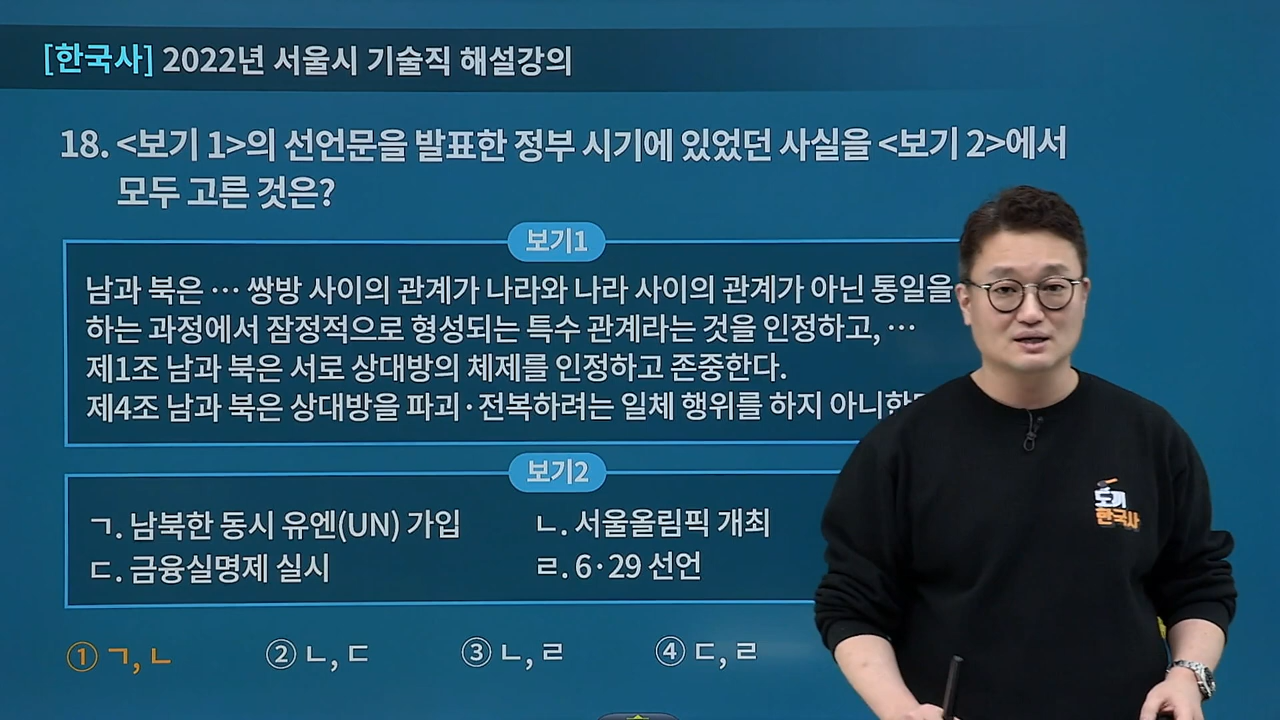 [한국사] 2022년 서울시 기술직 해설강의
18. <보기 1>의 선언문을 발표한 정부 시기에 있었던 사실을 <보기 2>에서
모두 고른 것은?
보기1
남과 북은 … 쌍방 사이의 관계가 나라와 나라 사이의 관계가 아닌 통일을
하는 과정에서 잠정적으로 형성되는 특수 관계라는 것을 인정하고, …
제1조 남과 북은 서로 상대방의 체제를 인정하고 존중한다.
제4조 남과 북은 상대방을 파괴·전복하려는 일체 행위를 하지 아니한
보기2
ㄱ. 남북한 동시 유엔(UN) 가입 ㄴ. 서울올림픽 개최
ㄷ. 금융실명제 실시 ㄹ. 6·29 선언
① ㄱ, ㄴ ② ㄴ, ㄷ ③ ㄴ, ㄹ ④ ㄷ, ㄹ
도끼
한국사